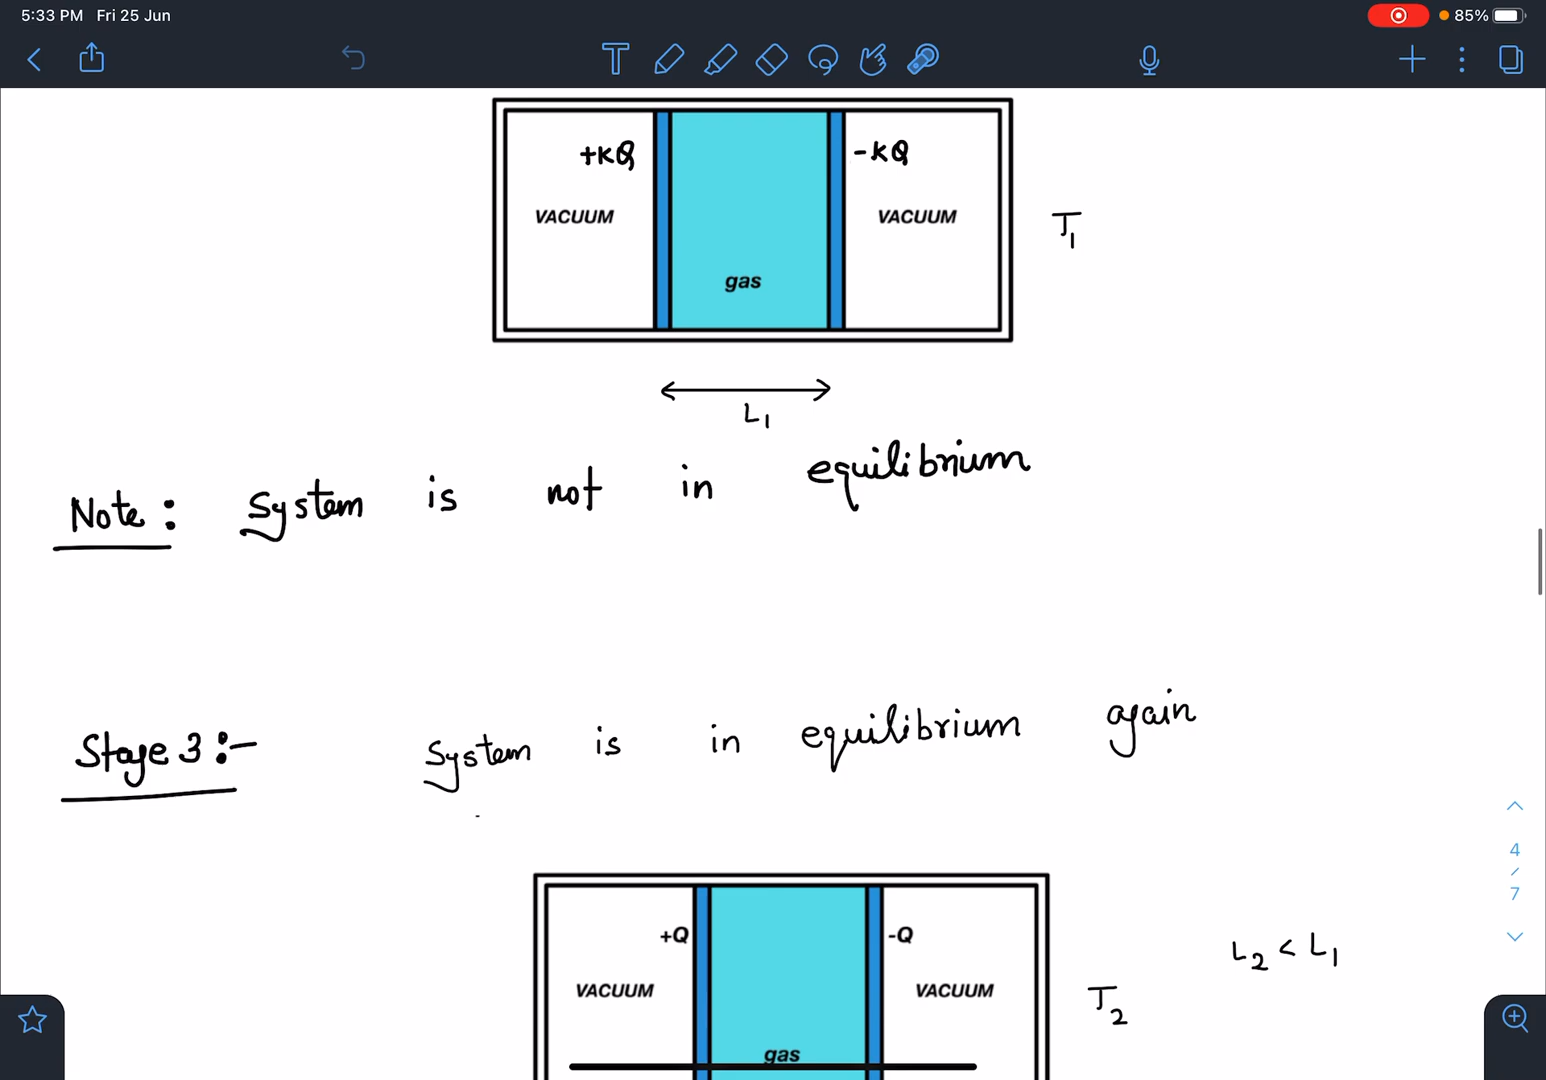 5:33 PM Fri 25 Jun 85%
T
+KQ -KQ
VACUUM VACUUM
T1
gas
L1
Note: System is not in equilibrium
Stage 3:- System is in equilibrium again
+Q -Q
L2 < L1
VACUUM VACUUM
T2
gas
4
/
7